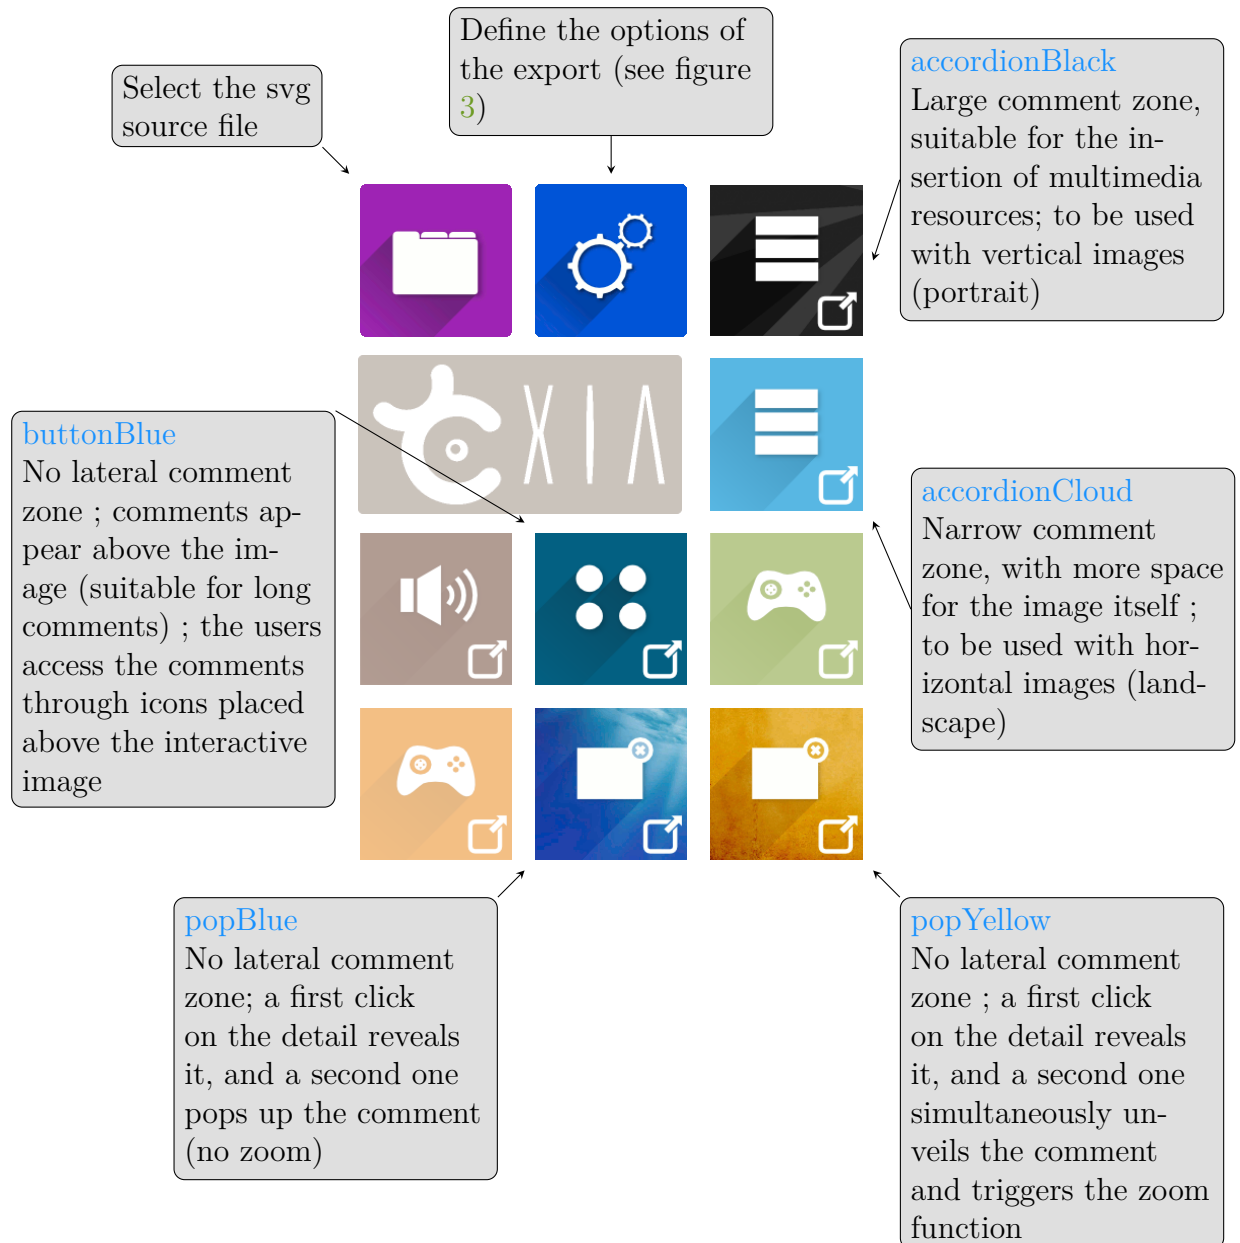 Define the options of
the export (see figure
3)
Select the svg
source file
accordionBlack
Large comment zone,
suitable for the in-
sertion of multimedia
resources; to be used
with vertical images
(portrait)
XIA
buttonBlue
No lateral comment
zone ; comments ap-
pear above the im-
age (suitable for long
comments) ; the users
access the comments
through icons placed
above the interactive
image
accordionCloud
Narrow comment
zone, with more space
for the image itself ;
to be used with hor-
izontal images (land-
scape)
popBlue
No lateral comment
zone; a first click
on the detail reveals
it, and a second one
pops up the comment
(no zoom)
popYellow
No lateral comment
zone ; a first click
on the detail reveals
it, and a second one
simultaneously un-
veils the comment
and triggers the zoom
function